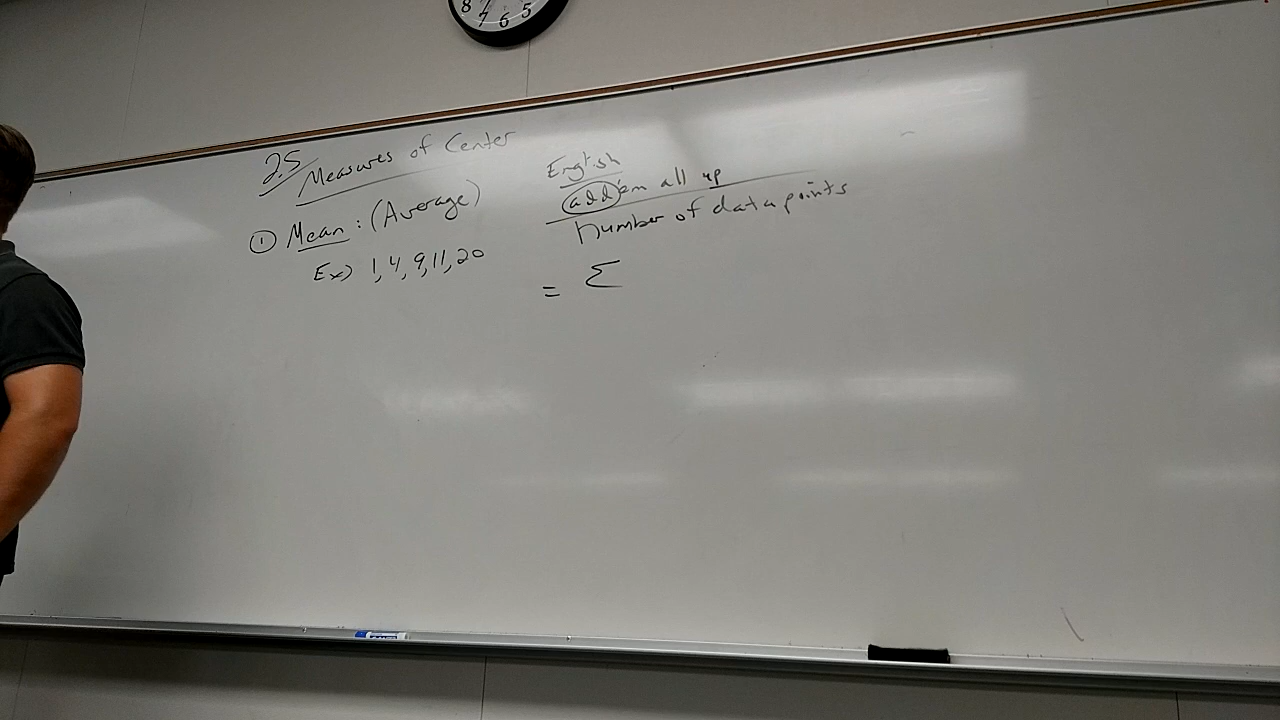 8 7 6 5
2.5 Measures of Center
① Mean: (Average)
Ex) 1, 4, 9, 11, 20
English
add 'em all up
number of data points
= Σ